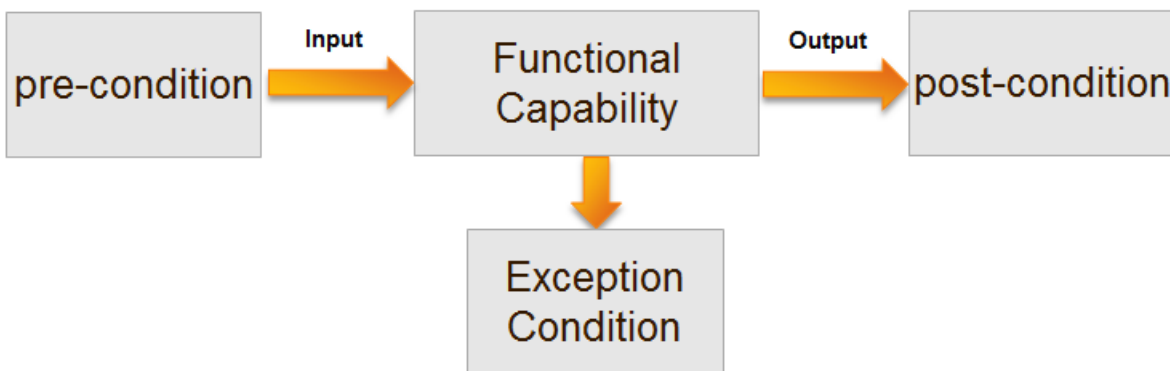 pre-condition
Input
Functional
Capability
Output
post-condition
Exception
Condition